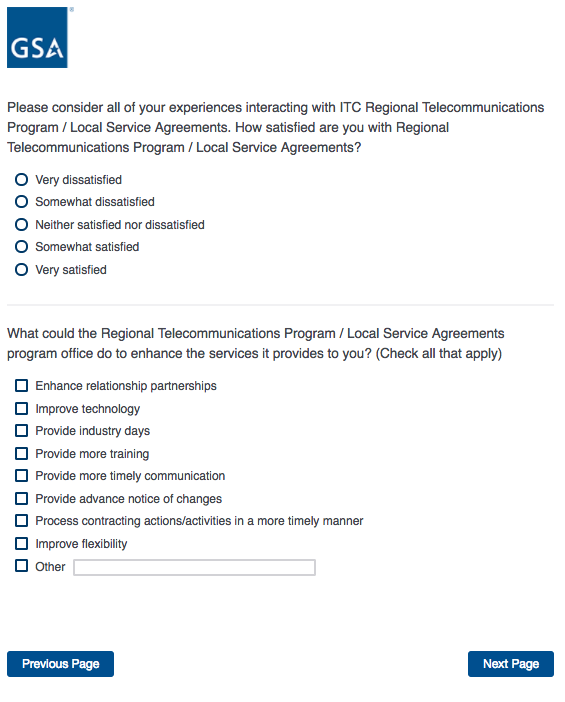 GSA
Please consider all of your experiences interacting with ITC Regional Telecommunications
Program / Local Service Agreements. How satisfied are you with Regional
Telecommunications Program / Local Service Agreements?
Very dissatisfied
Somewhat dissatisfied
Neither satisfied nor dissatisfied
Somewhat satisfied
Very satisfied
What could the Regional Telecommunications Program / Local Service Agreements
program office do to enhance the services it provides to you? (Check all that apply)
Enhance relationship partnerships
Improve technology
Provide industry days
Provide more training
Provide more timely communication
Provide advance notice of changes
Process contracting actions/activities in a more timely manner
Improve flexibility
Other
Previous Page
Next Page